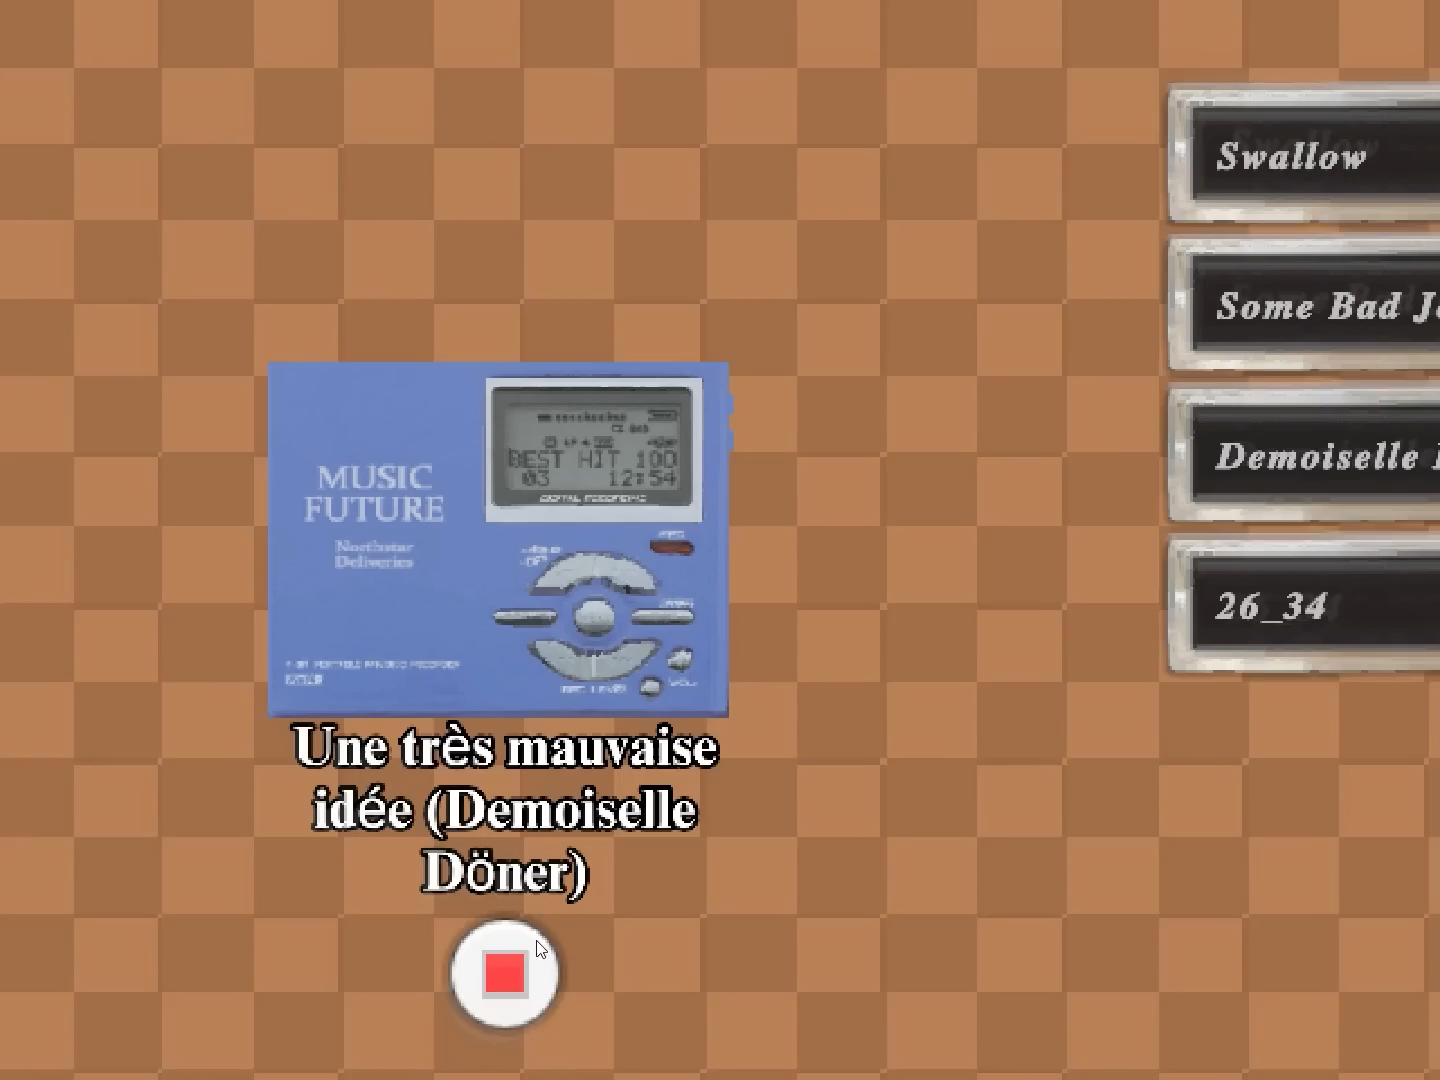 Swallow
Some Bad
Demoiselle
26_34
BEST HIT 100
03 12:54
MUSIC
FUTURE
Northstar
Deliveries
Une très mauvaise
idée (Demoiselle
Döner)